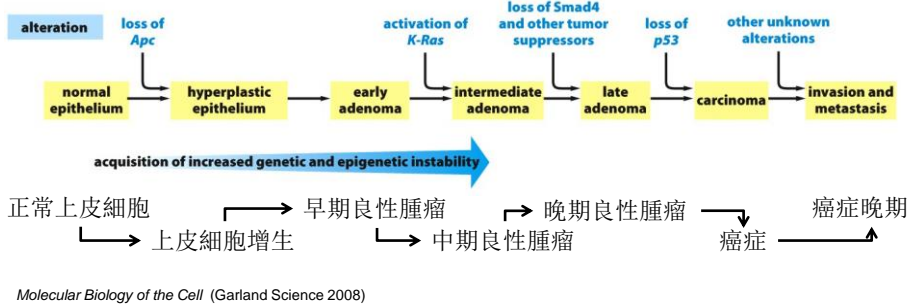 alteration
loss of
Apc
activation of
K-Ras
loss of Smad4
and other tumor
suppressors
loss of
p53
other unknown
alterations
normal
epithelium
hyperplastic
epithelium
early
adenoma
intermediate
adenoma
late
adenoma
carcinoma
invasion and
metastasis
acquisition of increased genetic and epigenetic instability
正常上皮細胞
早期良性腫瘤
晚期良性腫瘤
癌症晚期
上皮細胞增生
中期良性腫瘤
癌症
Molecular Biology of the Cell (Garland Science 2008)